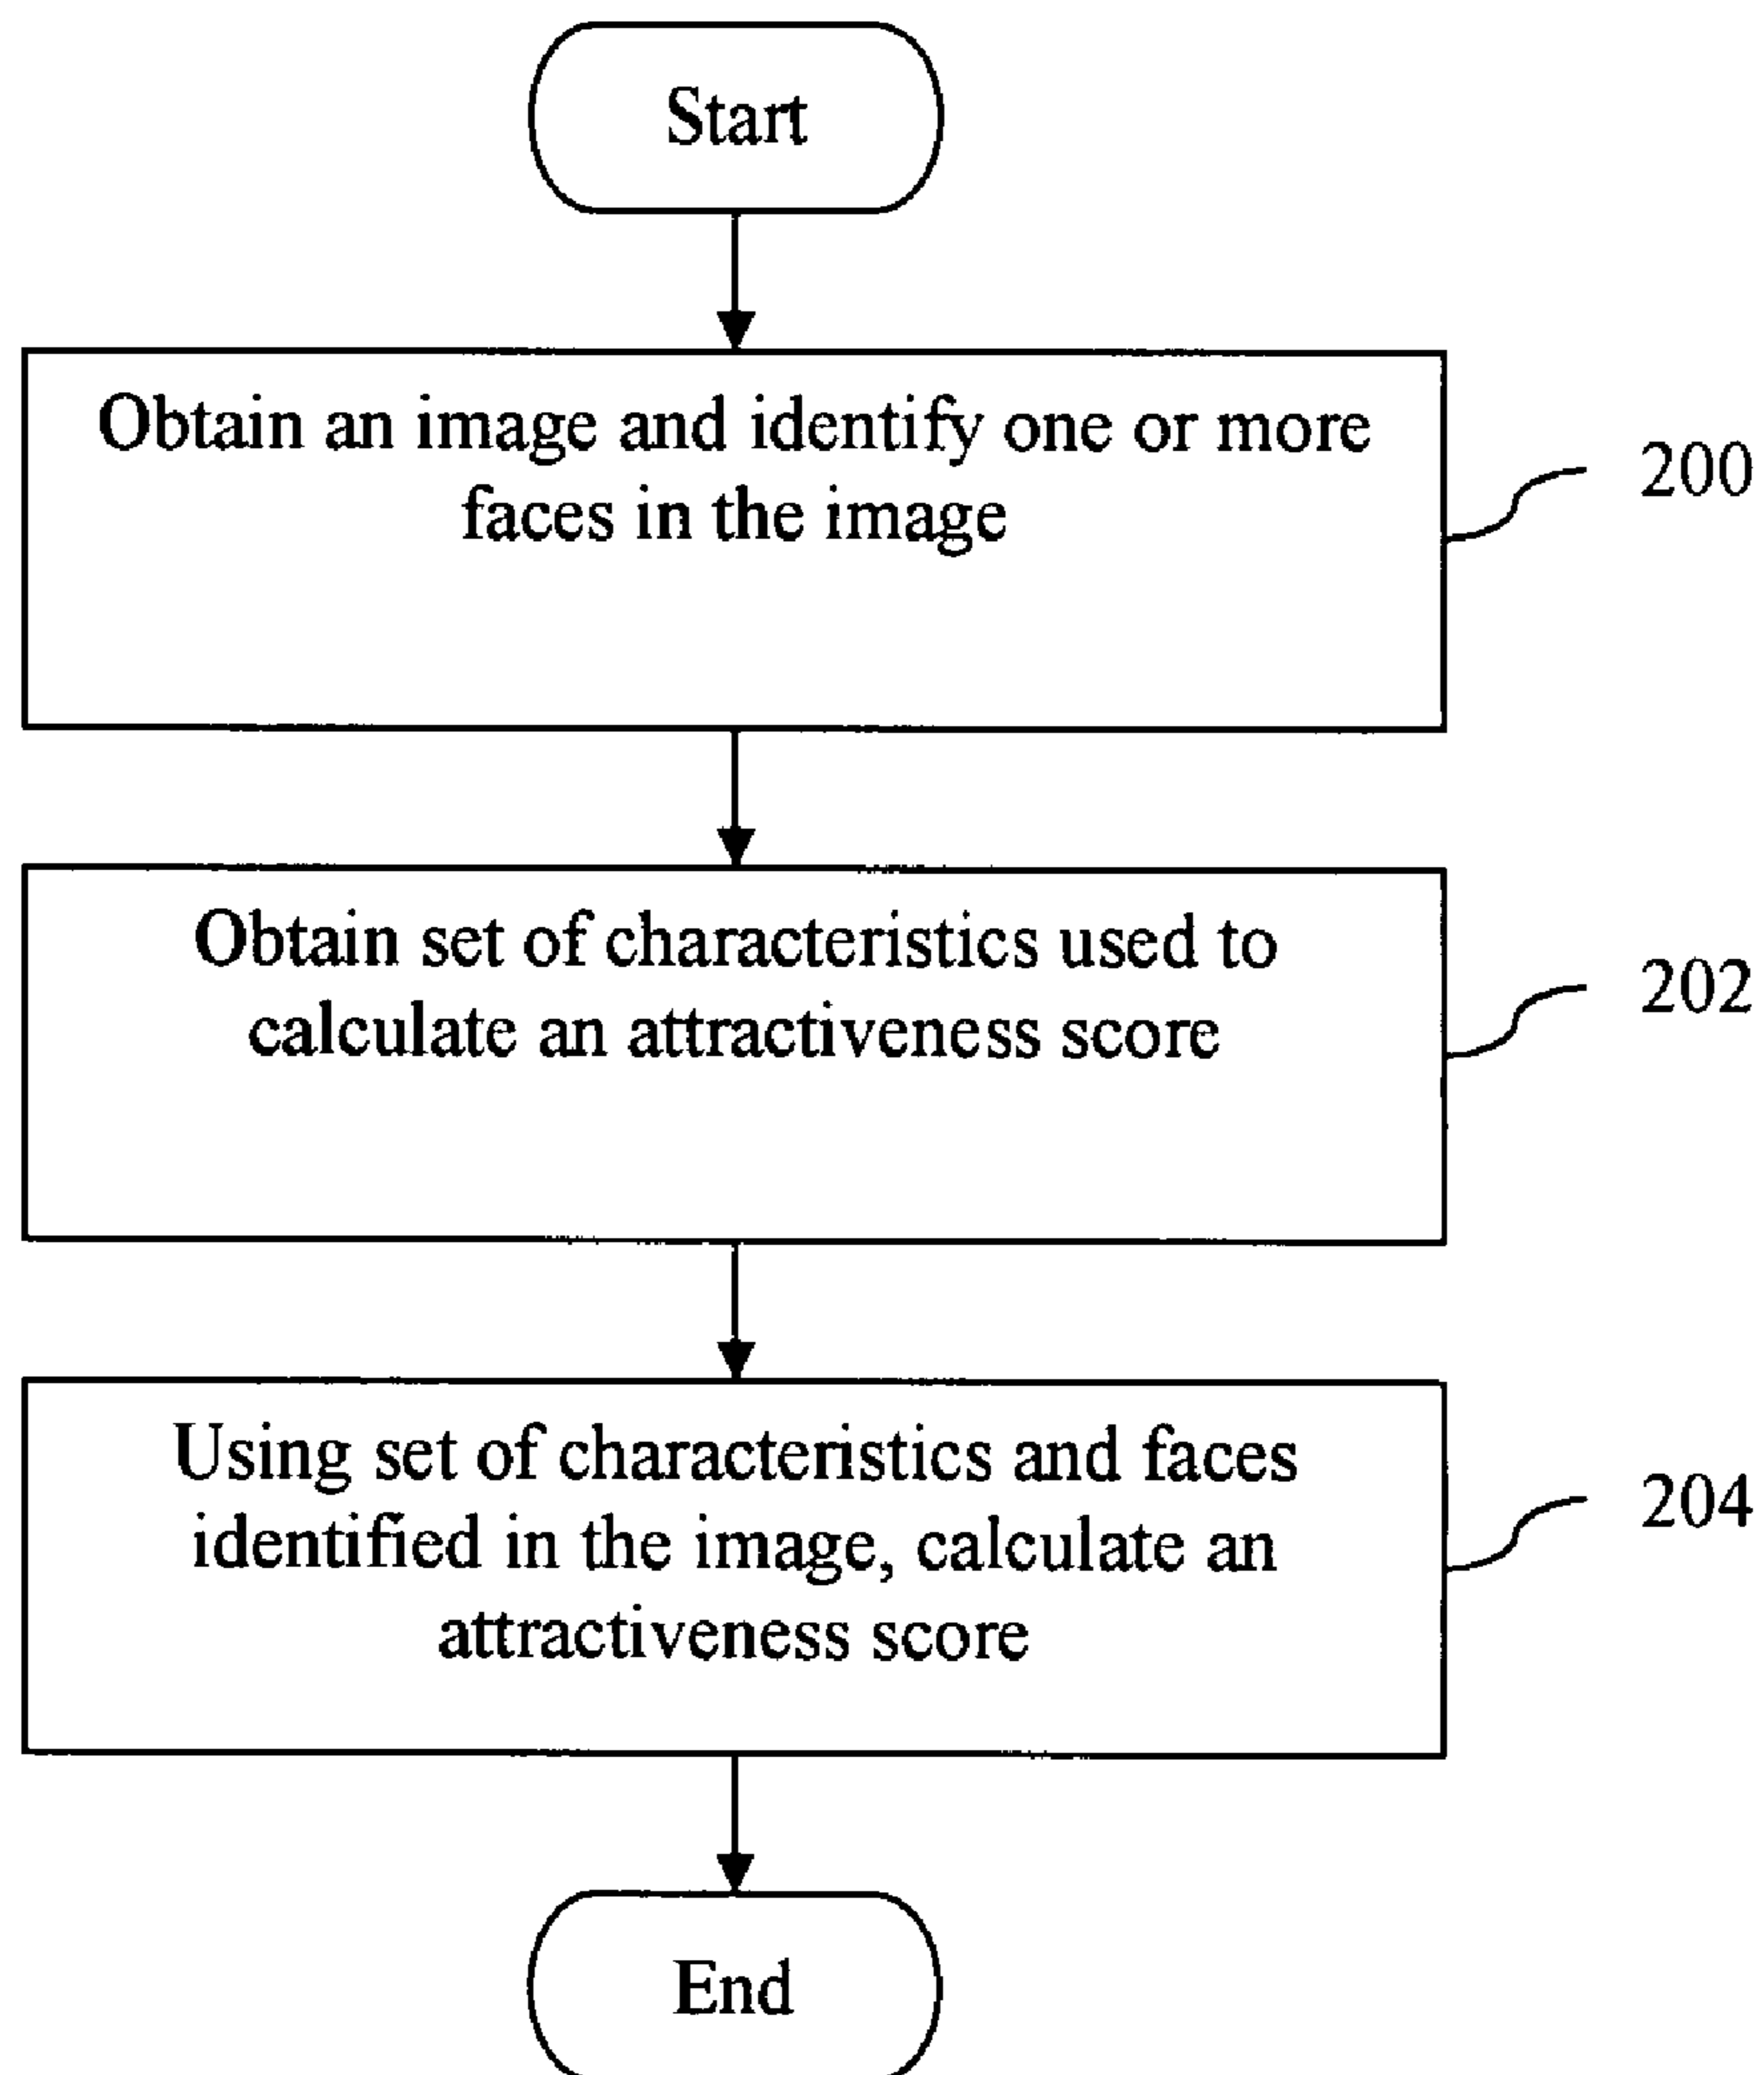 Start
Obtain an image and identify one or more
faces in the image
200
Obtain set of characteristics used to
calculate an attractiveness score
202
Using set of characteristics and faces
identified in the image, calculate an
attractiveness score
204
End